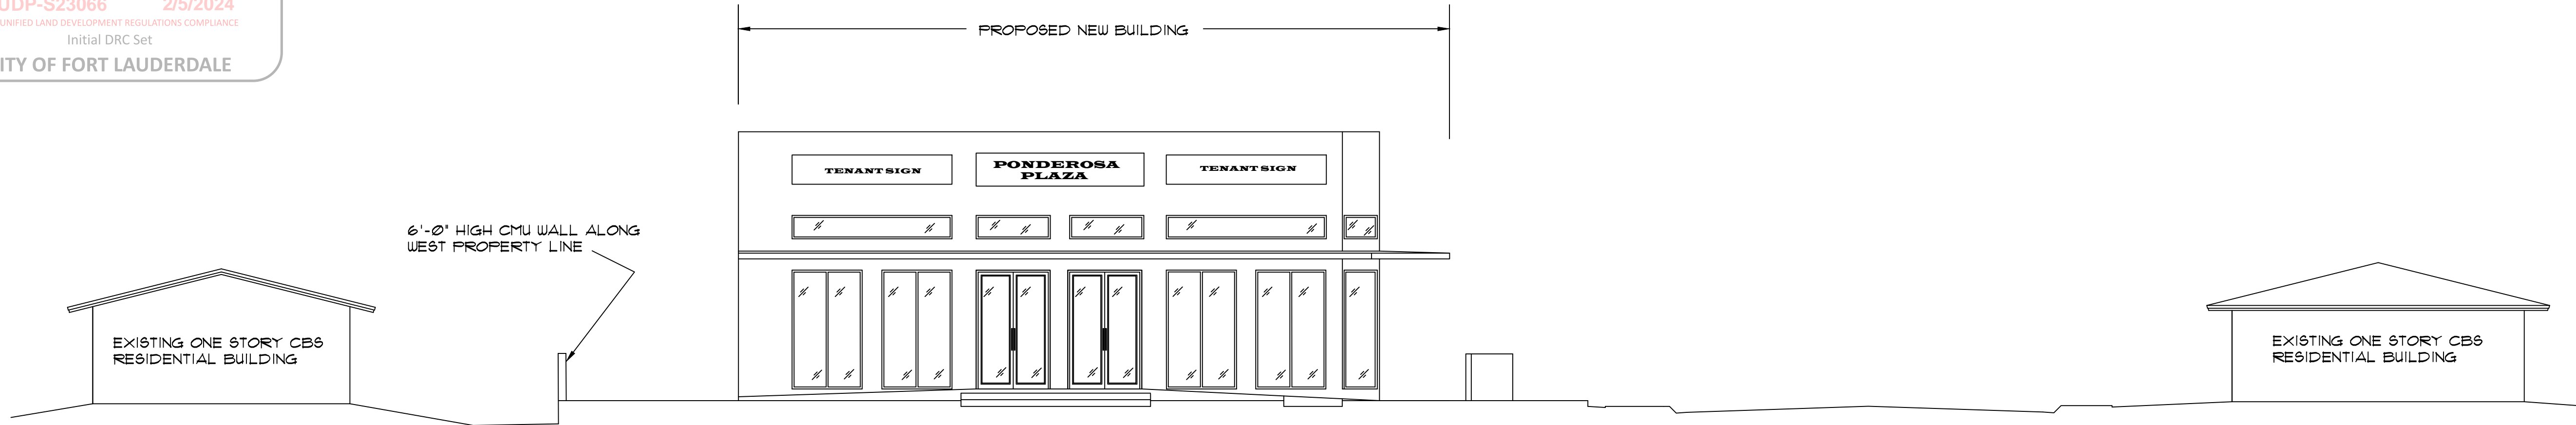 UDP-S23066 2/5/2024
UNIFIED LAND DEVELOPMENT REGULATIONS COMPLIANCE
Initial DRC Set
ITY OF FORT LAUDERDALE
PROPOSED NEW BUILDING
TENANT SIGN
PONDEROSA
PLAZA
TENANT SIGN
6'-0" HIGH CMU WALL ALONG
WEST PROPERTY LINE
EXISTING ONE STORY CBS
RESIDENTIAL BUILDING
EXISTING ONE STORY CBS
RESIDENTIAL BUILDING